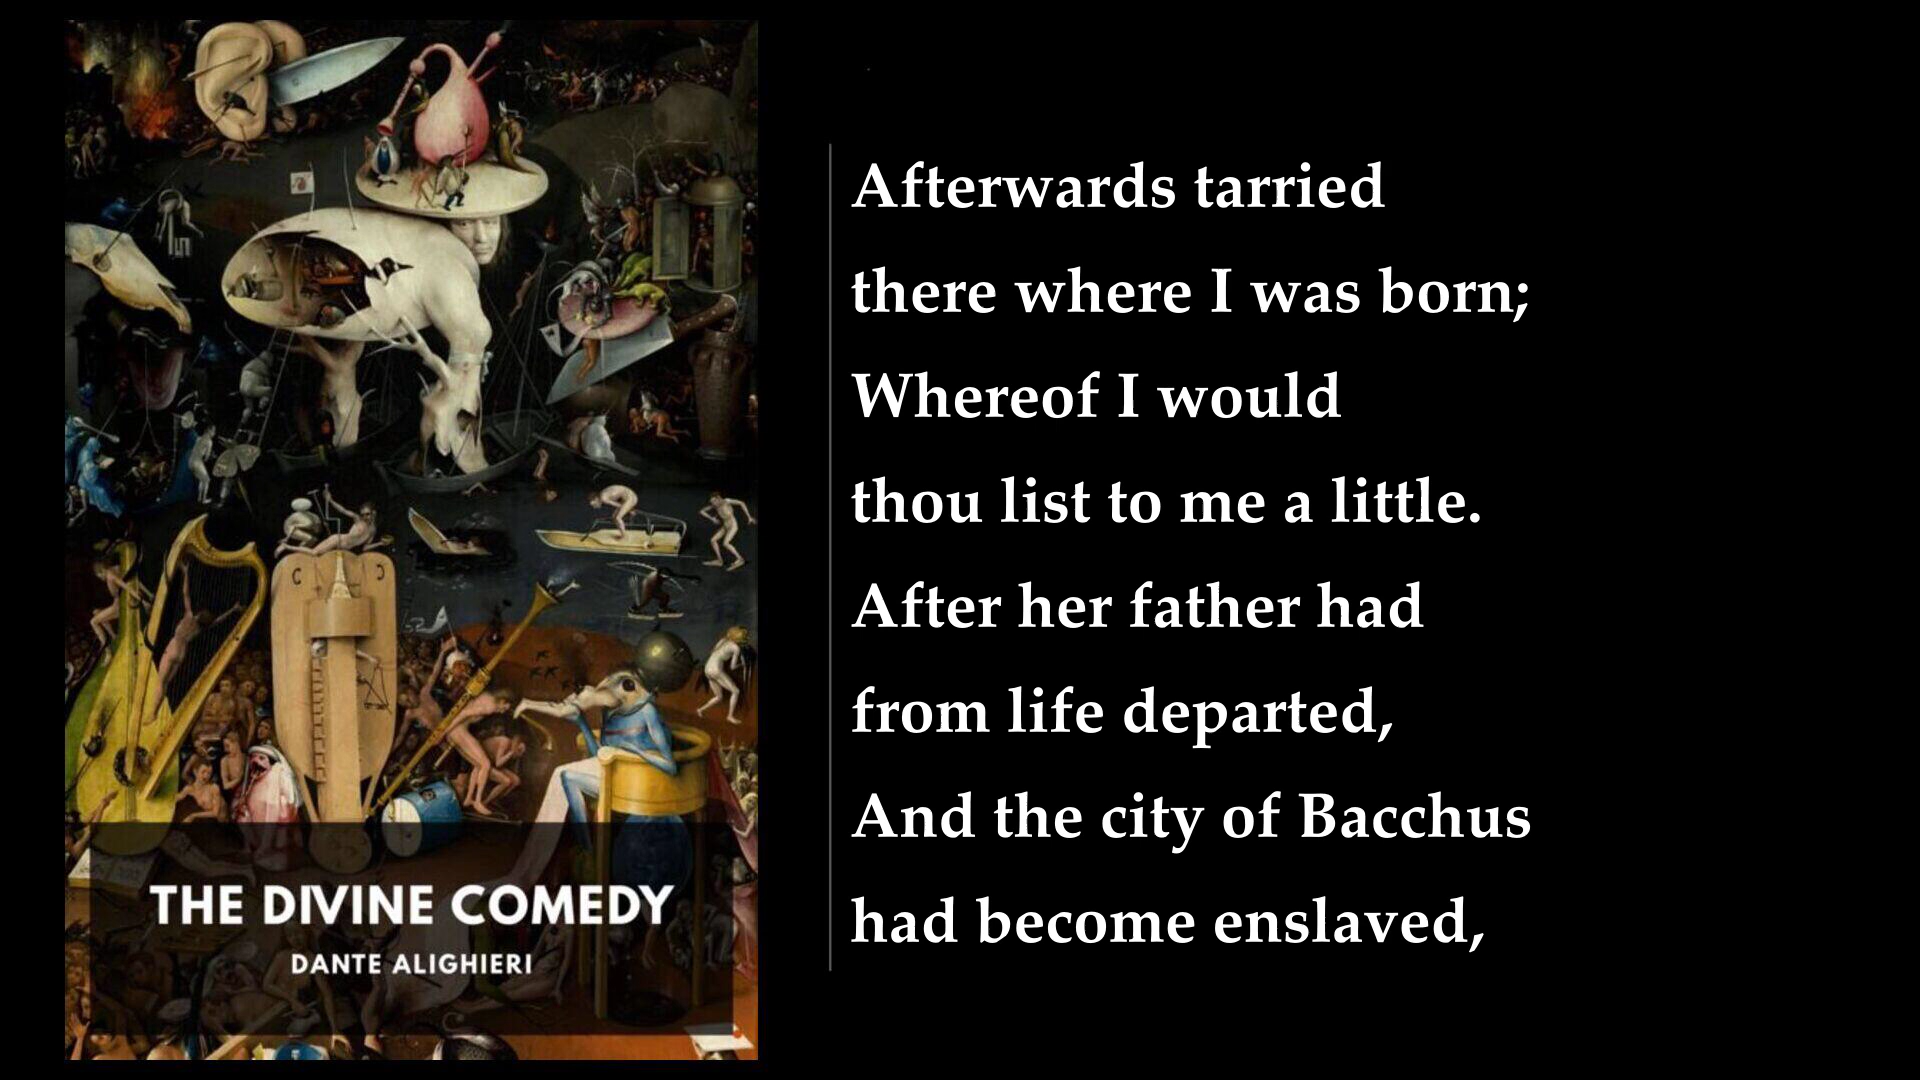 THE DIVINE COMEDY
DANTE ALIGHIERI
Afterwards tarried
there where I was born;
Whereof I would
thou list to me a little.
After her father had
from life departed,
And the city of Bacchus
had become enslaved,